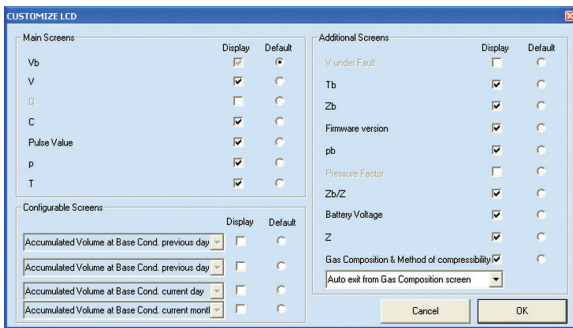 CUSTOMIZE LCD
Main Screens
Display Default
Vb
V
Q
C
Pulse Value
p
T
Configurable Screens
Display Default
Accumulated Volume at Base Cond. previous day
Accumulated Volume at Base Cond. previous day
Accumulated Volume at Base Cond. current day
Accumulated Volume at Base Cond. current month
Additional Screens
Display Default
V under Fault
Tb
Zb
Firmware version
pb
Pressure Factor
Zb/Z
Battery Voltage
Z
Gas Composition & Method of compressibility
Auto exit from Gas Composition screen
Cancel OK